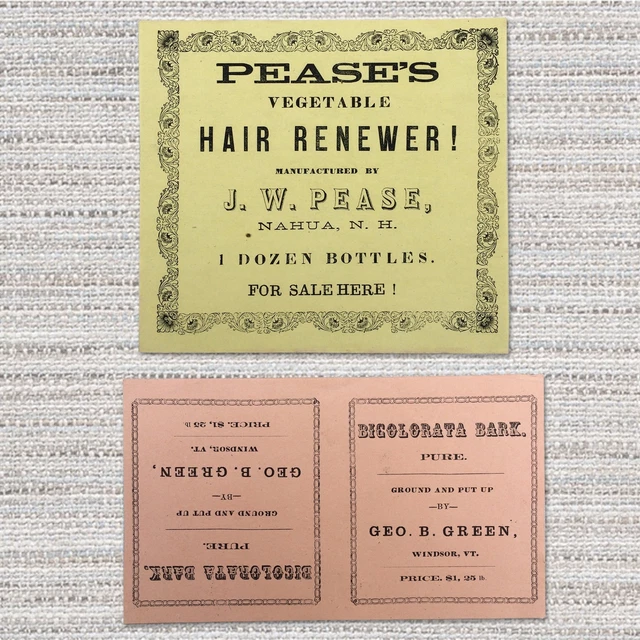 PEASE'S
VEGETABLE
HAIR RENEWER!
MANUFACTURED BY
J. W. PEASE,
NAHUA, N. H.
1 DOZEN BOTTLES.
FOR SALE HERE!
BICOLORATA BARK,
PURE.
GROUND AND PUT UP
—BY—
GEO. B. GREEN,
WINDSOR, VT.
PRICE. $1, 25 lb
BICOLORATA BARK.
PURE.
GROUND AND PUT UP
—BY—
GEO. B. GREEN,
WINDSOR, VT.
PRICE. $1, 25 lb.